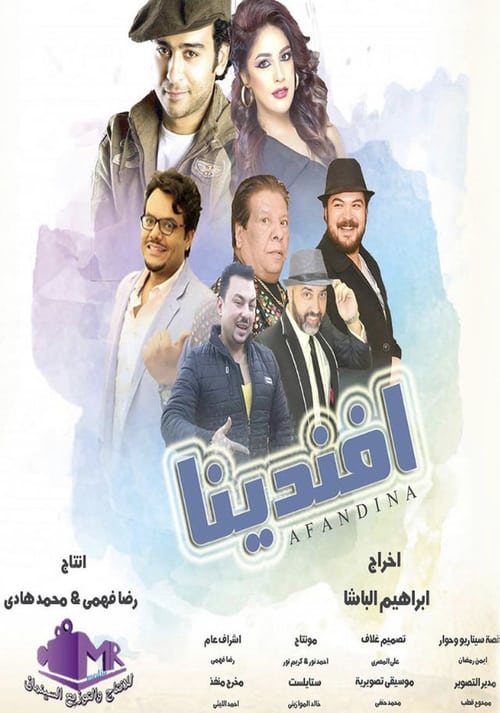 افندينا
AFANDINA
اخراج
ابراهيم الباشا
انتاج
رضا فهمى & محمد هادى
قصة سيناريو وحوار
ايمن رمضان
تصميم غلاف
على المصرى
مونتاج
احمد نور & كريم نور
اشراف عام
رضا فهمى
مدير التصوير
ممدوح قطب
موسيقى تصويرية
محمد حنفى
ستايلست
خالد الموازينى
مخرج منفذ
احمد الليثى
MR
media
للانتاج والتوزيع السينمائى